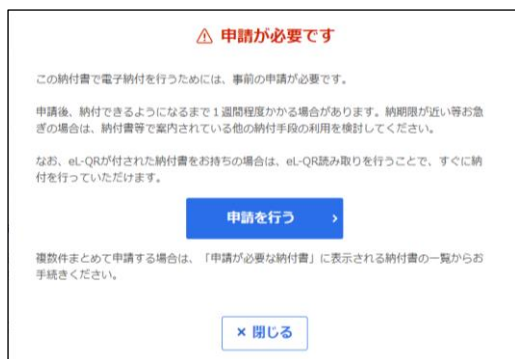 ⚠ 申請が必要です
この納付書で電子納付を行うためには、事前の申請が必要です。
申請後、納付できるようになるまで1週間程度かかる場合があります。納期限が近い等お急
ぎの場合は、納付書等で案内されている他の納付手段の利用を検討してください。
なお、eL-QRが付された納付書をお持ちの場合は、eL-QR読み取りを行うことで、すぐに納
付を行っていただけます。
申請を行う >
複数件まとめて申請する場合は、「申請が必要な納付書」に表示される納付書の一覧からお
手続きください。
× 閉じる